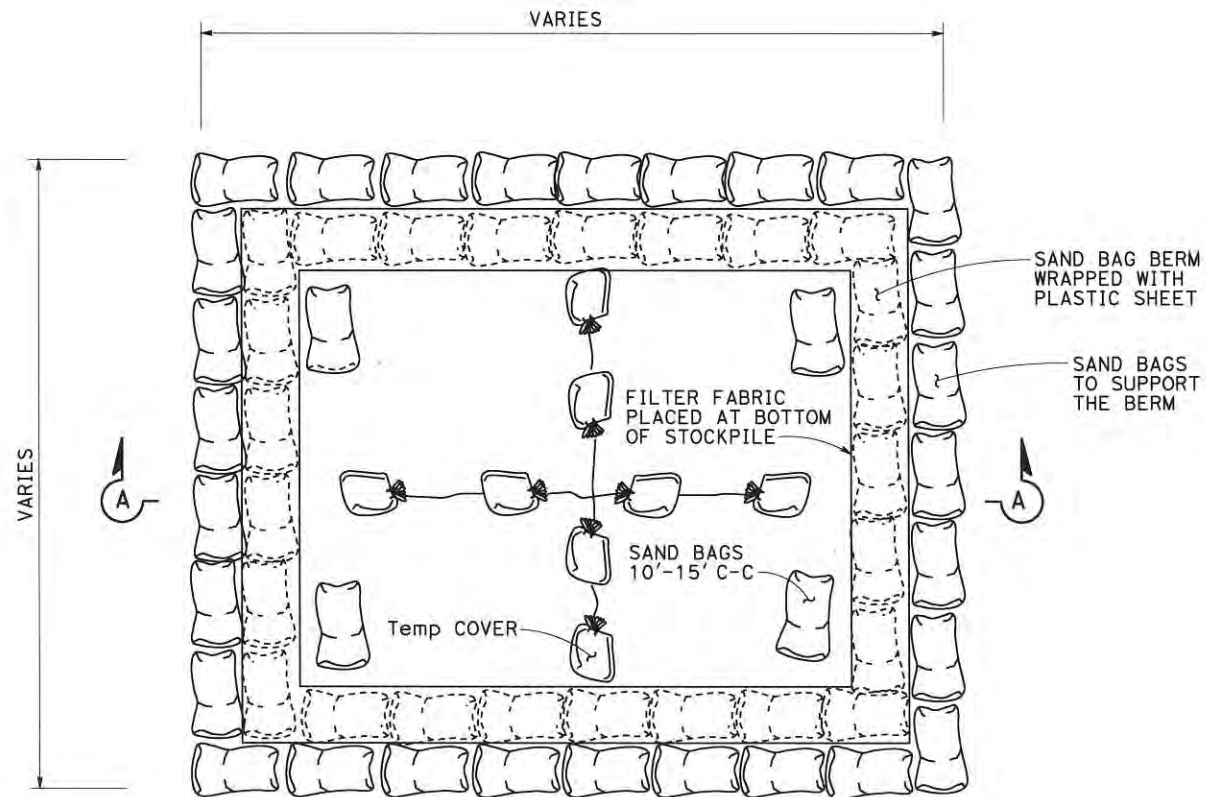 VARIES
SAND BAG BERM
WRAPPED WITH
PLASTIC SHEET
SAND BAGS
TO SUPPORT
THE BERM
FILTER FABRIC
PLACED AT BOTTOM
OF STOCKPILE
VARIES
A
A
SAND BAGS
10'-15' C-C
Temp COVER